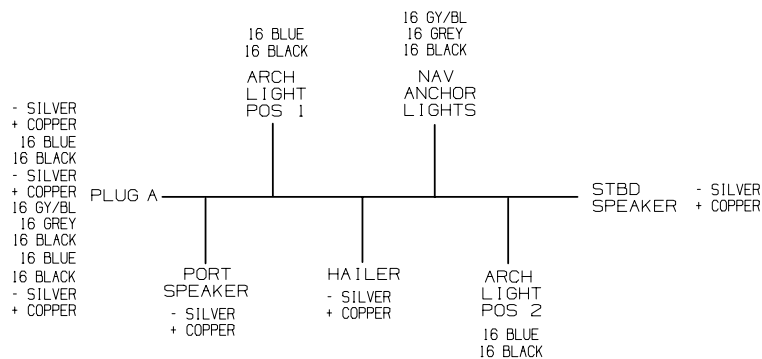 16 BLUE
16 BLACK
ARCH
LIGHT
POS 1
16 GY/BL
16 GREY
16 BLACK
NAV
ANCHOR
LIGHTS
- SILVER
+ COPPER
16 BLUE
16 BLACK
- SILVER
+ COPPER
16 GY/BL
16 GREY
16 BLACK
16 BLUE
16 BLACK
- SILVER
+ COPPER
PLUG A
STBD
SPEAKER
- SILVER
+ COPPER
PORT
SPEAKER
- SILVER
+ COPPER
HAILER
- SILVER
+ COPPER
ARCH
LIGHT
POS 2
16 BLUE
16 BLACK